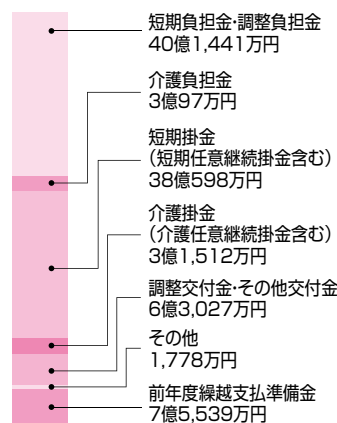 短期負担金・調整負担金
40億1,441万円
介護負担金
3億97万円
短期掛金
（短期任意継続掛金含む）
38億598万円
介護掛金
（介護任意継続掛金含む）
3億1,512万円
調整交付金・その他交付金
6億3,027万円
その他
1,778万円
前年度繰越支払準備金
7億5,539万円